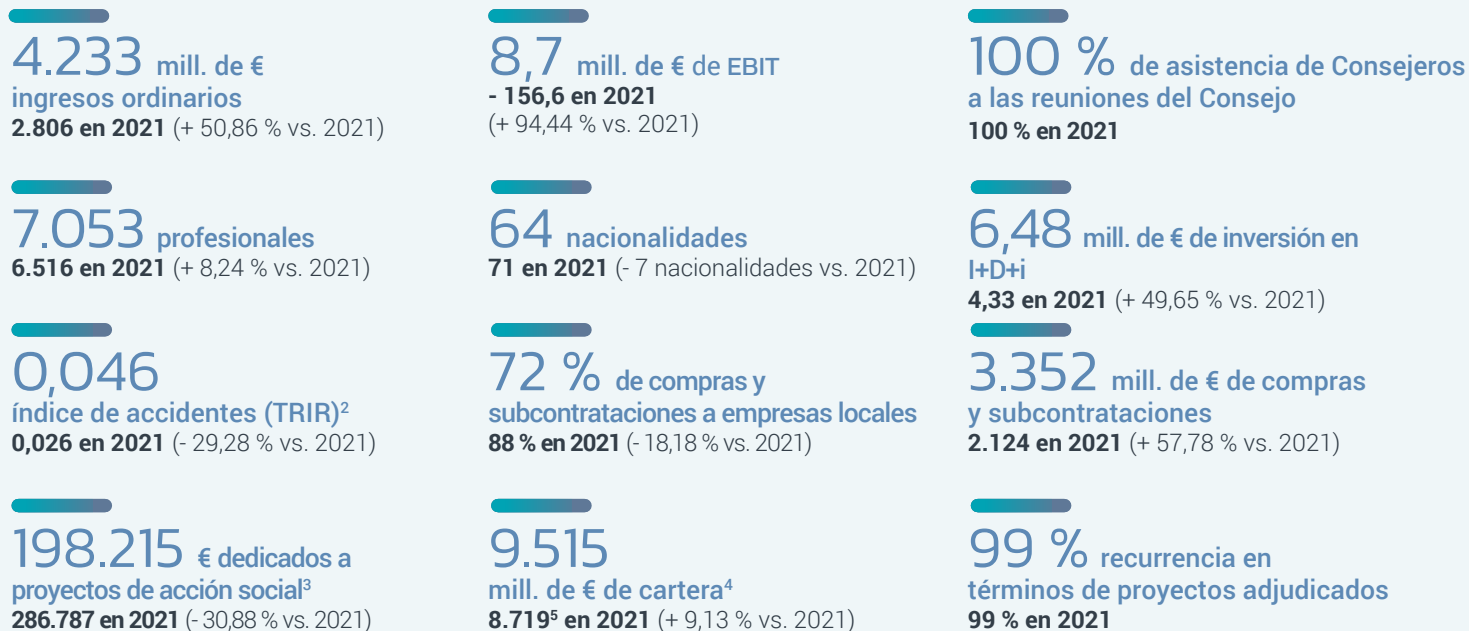 4.233 mill. de €
ingresos ordinarios
2.806 en 2021 (+ 50,86 % vs. 2021)
8,7 mill. de € de EBIT
- 156,6 en 2021
(+ 94,44 % vs. 2021)
100 % de asistencia de Consejeros
a las reuniones del Consejo
100 % en 2021
7.053 profesionales
6.516 en 2021 (+ 8,24 % vs. 2021)
64 nacionalidades
71 en 2021 (- 7 nacionalidades vs. 2021)
6,48 mill. de € de inversión en
I+D+i
4,33 en 2021 (+ 49,65 % vs. 2021)
0,046
índice de accidentes (TRIR)²
0,026 en 2021 (- 29,28 % vs. 2021)
72 % de compras y
subcontrataciones a empresas locales
88 % en 2021 (- 18,18 % vs. 2021)
3.352 mill. de € de compras
y subcontrataciones
2.124 en 2021 (+ 57,78 % vs. 2021)
198.215 € dedicados a
proyectos de acción social³
286.787 en 2021 (- 30,88 % vs. 2021)
9.515
mill. de € de cartera⁴
8.719⁵ en 2021 (+ 9,13 % vs. 2021)
99 % recurrencia en
términos de proyectos adjudicados
99 % en 2021